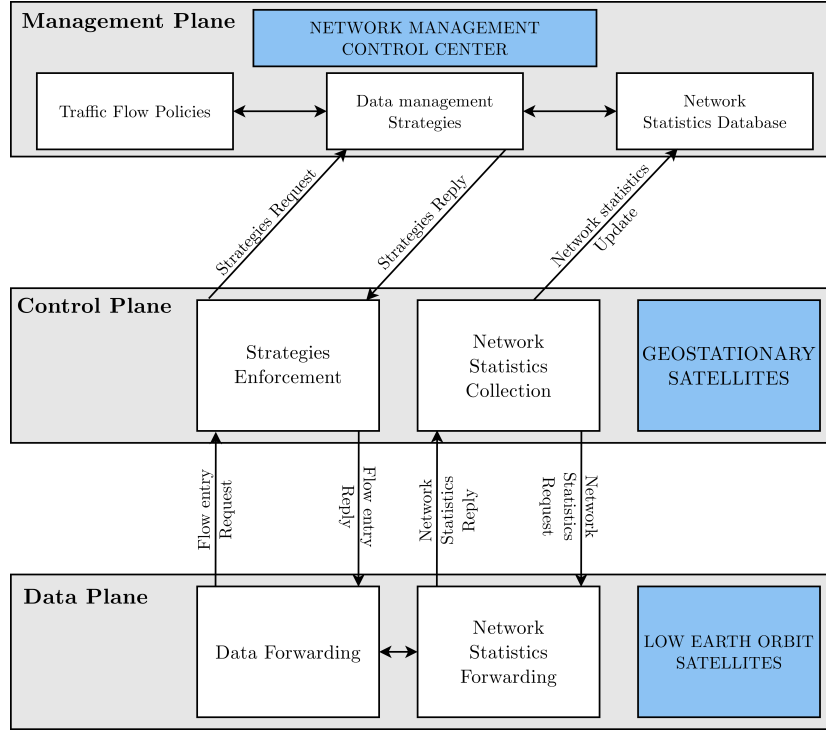 Management Plane
NETWORK MANAGEMENT
CONTROL CENTER
Traffic Flow Policies
Data management
Strategies
Network
Statistics Database
Strategies Request
Strategies Reply
Network statistics
Update
Control Plane
Strategies
Enforcement
Network
Statistics
Collection
GEOSTATIONARY
SATELLITES
Flow entry
Request
Flow entry
Reply
Network
Statistics
Reply
Network
Statistics
Request
Data Plane
Data Forwarding
Network
Statistics
Forwarding
LOW EARTH ORBIT
SATELLITES